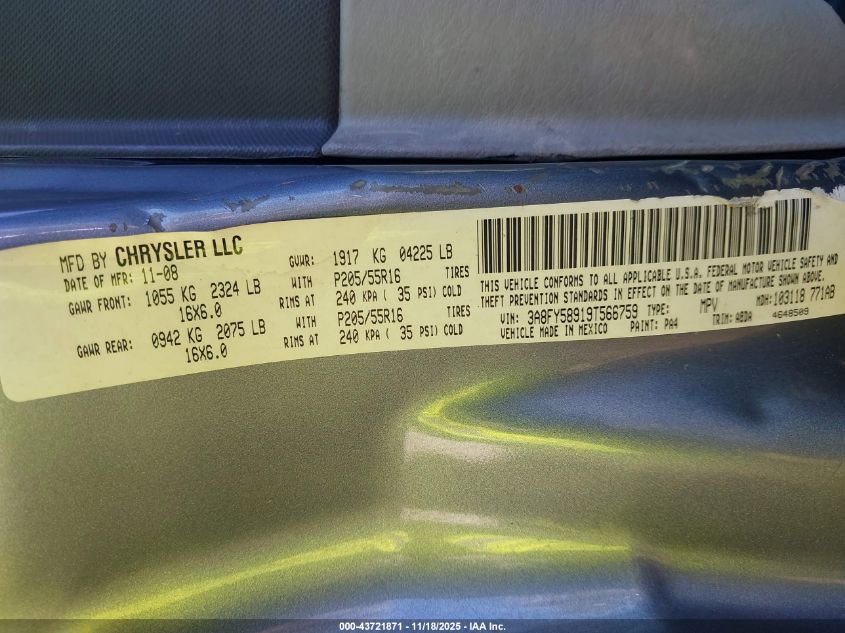 MFD BY CHRYSLER LLC
DATE OF MFR: 11-08
GVWR: 1917 KG 04225 LB
GAWR FRONT: 1055 KG 2324 LB WITH P205/55R16 TIRES
16X6.0 RIMS AT 240 KPA ( 35 PSI) COLD
GAWR REAR: 0942 KG 2075 LB WITH P205/55R16 TIRES
16X6.0 RIMS AT 240 KPA ( 35 PSI) COLD
THIS VEHICLE CONFORMS TO ALL APPLICABLE U.S.A. FEDERAL MOTOR VEHICLE SAFETY AND
THEFT PREVENTION STANDARDS IN EFFECT ON THE DATE OF MANUFACTURE SHOWN ABOVE.
VIN: 3A8FY58919T566759 TYPE: MPV MDH: 103118 771AB
VEHICLE MADE IN MEXICO PAINT: PA4 TRIM: ABDA 4648509
000-43721871 | 11/18/2025 - IAA Inc.